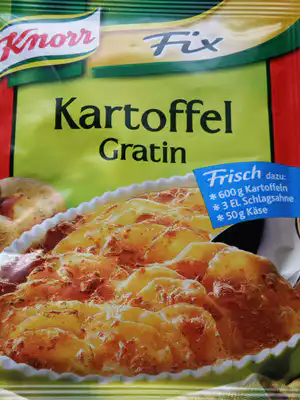 Knorr
Fix
Kartoffel
Gratin
Frisch dazu:
* 600 g Kartoffeln
* 3 EL Schlagsahne
* 50 g Käse